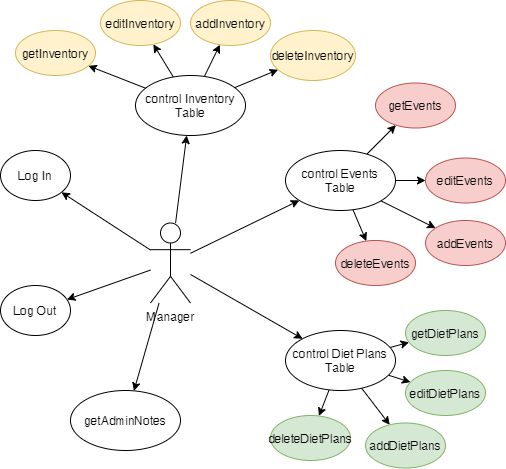 editInventory
addInventory
getInventory
deleteInventory
control Inventory
Table
getEvents
control Events
Table
editEvents
Log In
addEvents
deleteEvents
Log Out
Manager
getDietPlans
control Diet Plans
Table
editDietPlans
getAdminNotes
deleteDietPlans
addDietPlans